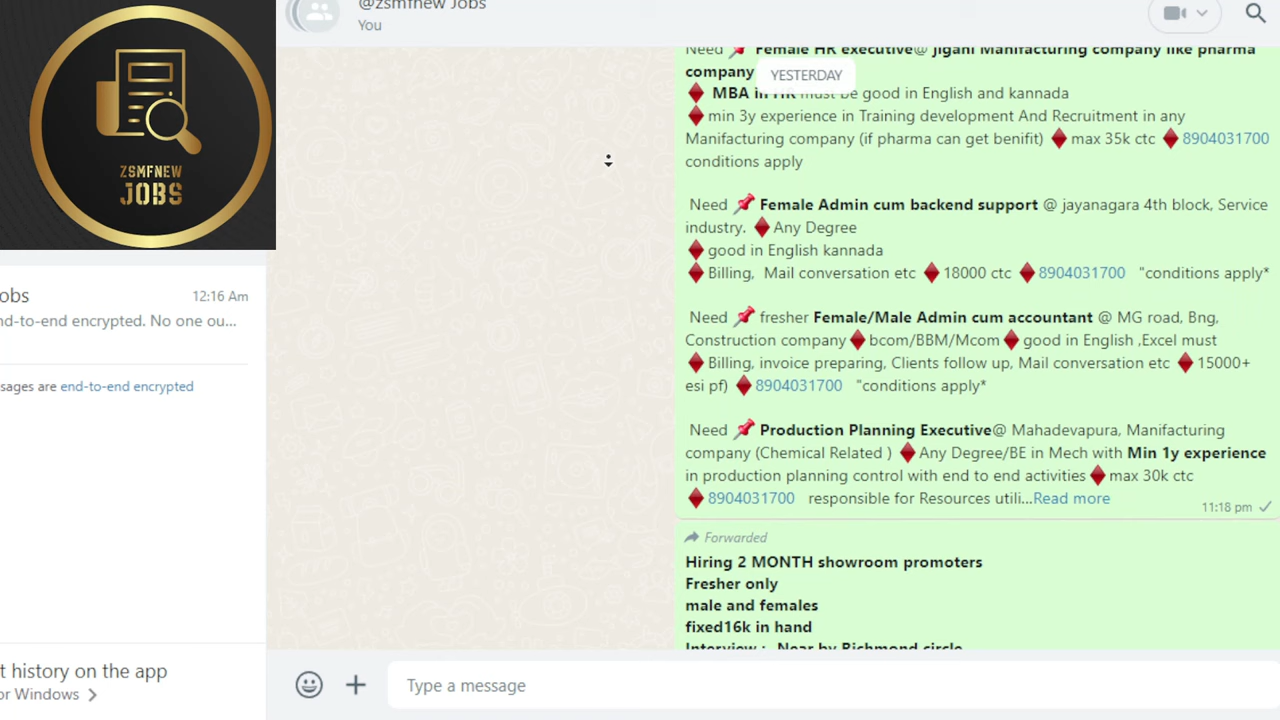 ZSMFNEW
JOBS
obs
12:16 Am
nd-to-end encrypted. No one ou...
sages are end-to-end encrypted
t history on the app
or Windows
@zsmfnew Jobs
You
YESTERDAY
Need 📌 Female HR executive@ Jigani Manifacturing company like pharma
company
♦ MBA in HR must be good in English and kannada
♦ min 3y experience in Training development And Recruitment in any
Manifacturing company (if pharma can get benifit) ♦ max 35k ctc ♦ 8904031700
conditions apply
Need 📌 Female Admin cum backend support @ jayanagara 4th block, Service
industry. ♦ Any Degree
♦ good in English kannada
♦ Billing, Mail conversation etc ♦ 18000 ctc ♦ 8904031700 "conditions apply*
Need 📌 fresher Female/Male Admin cum accountant @ MG road, Bng,
Construction company ♦ bcom/BBM/Mcom ♦ good in English ,Excel must
♦ Billing, invoice preparing, Clients follow up, Mail conversation etc ♦ 15000+
esi pf) ♦ 8904031700 "conditions apply*
Need 📌 Production Planning Executive@ Mahadevapura, Manifacturing
company (Chemical Related ) ♦ Any Degree/BE in Mech with Min 1y experience
in production planning control with end to end activities ♦ max 30k ctc
♦ 8904031700 responsible for Resources utili...Read more
11:18 pm
Forwarded
Hiring 2 MONTH showroom promoters
Fresher only
male and females
fixed16k in hand
Interview : Near by Richmond circle
Type a message